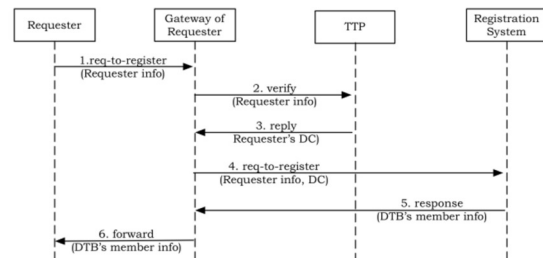 Requester
Gateway of
Requester
TTP
Registration
System
1.req-to-register
(Requester info)
2. verify
(Requester info)
3. reply
Requester's DC)
4. req-to-register
(Requester info, DC)
5. response
(DTB's member info)
6. forward
(DTB's member info)